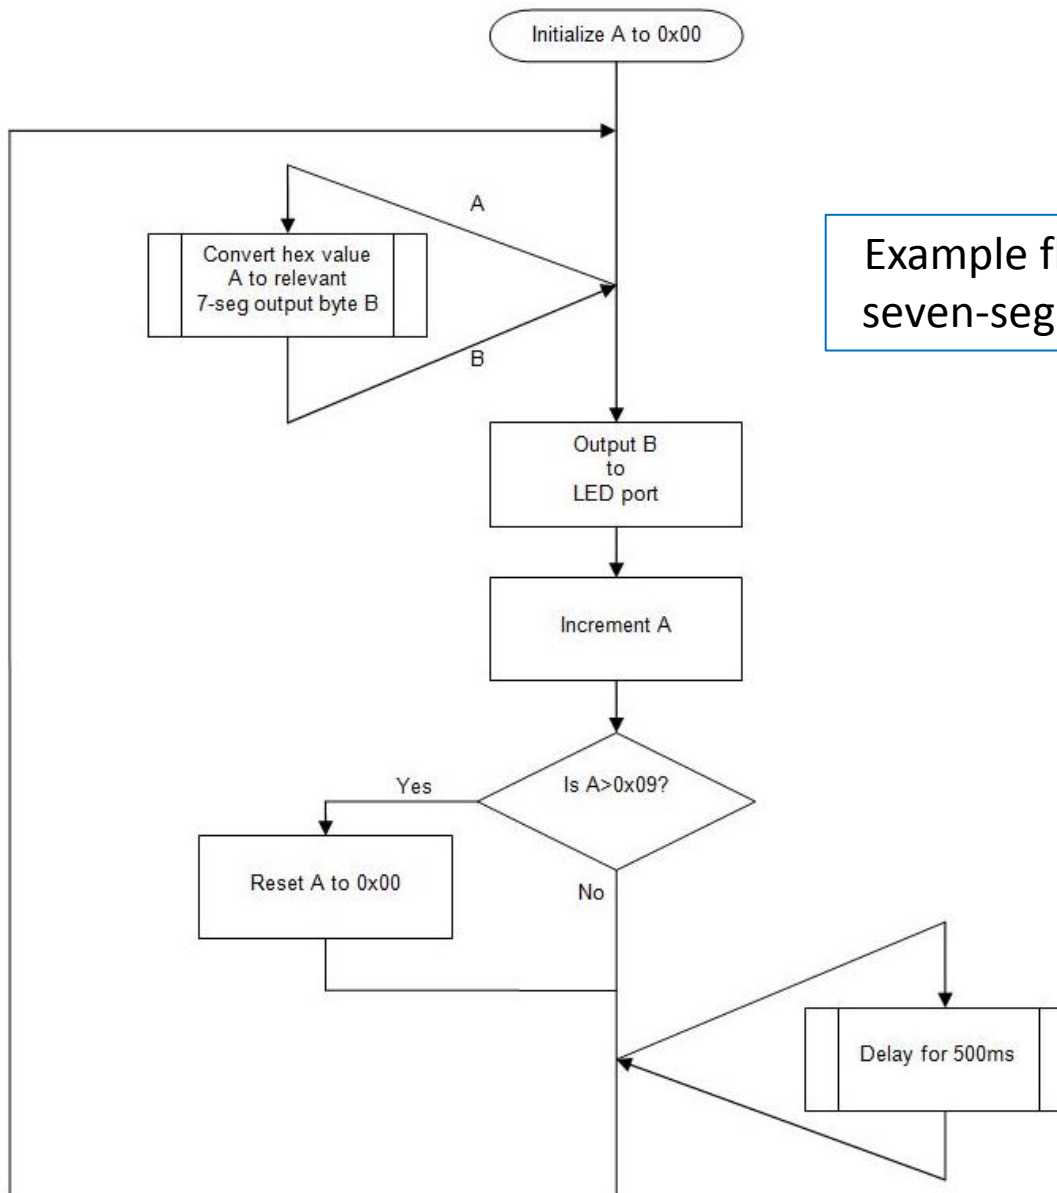 Initialize A to 0x00
A
Convert hex value
A to relevant
7-seg output byte B
B
Example
seven-seg
Output B
to
LED port
Increment A
Is A>0x09?
Yes
Reset A to 0x00
No
Delay for 500ms